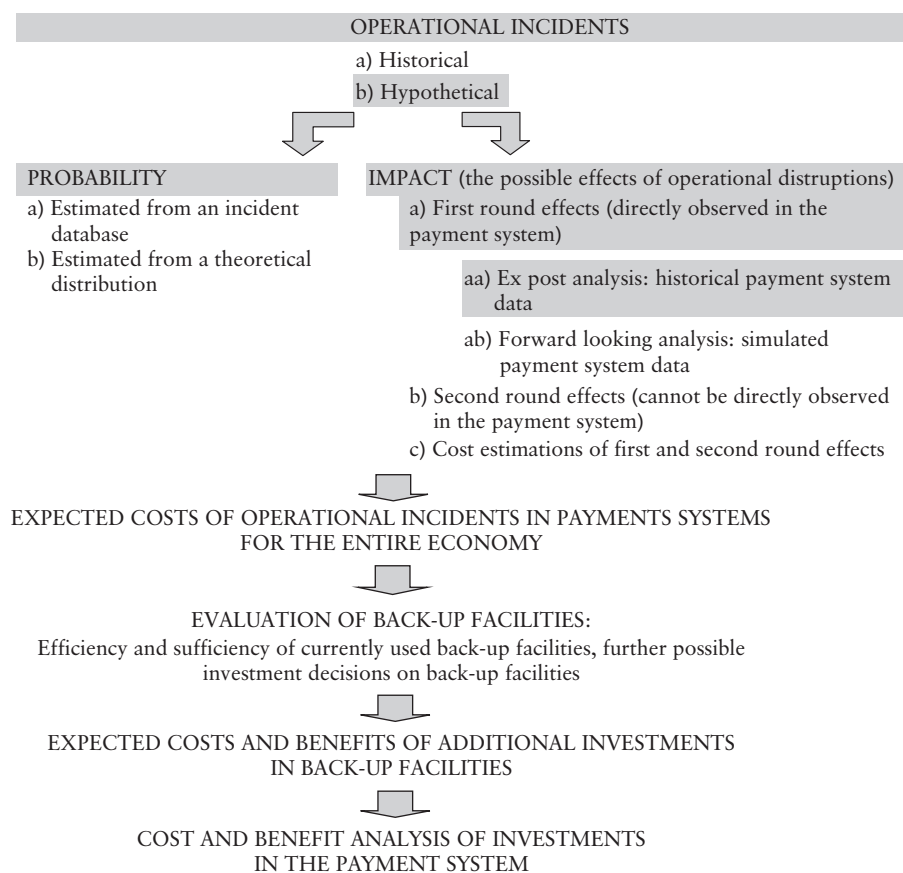 OPERATIONAL INCIDENTS
a) Historical
b) Hypothetical
PROBABILITY
a) Estimated from an incident
database
b) Estimated from a theoretical
distribution
IMPACT (the possible effects of operational distruptions)
a) First round effects (directly observed in the
payment system)
aa) Ex post analysis: historical payment system
data
ab) Forward looking analysis: simulated
payment system data
b) Second round effects (cannot be directly observed
in the payment system)
c) Cost estimations of first and second round effects
EXPECTED COSTS OF OPERATIONAL INCIDENTS IN PAYMENTS SYSTEMS
FOR THE ENTIRE ECONOMY
EVALUATION OF BACK-UP FACILITIES:
Efficiency and sufficiency of currently used back-up facilities, further possible
investment decisions on back-up facilities
EXPECTED COSTS AND BENEFITS OF ADDITIONAL INVESTMENTS
IN BACK-UP FACILITIES
COST AND BENEFIT ANALYSIS OF INVESTMENTS
IN THE PAYMENT SYSTEM